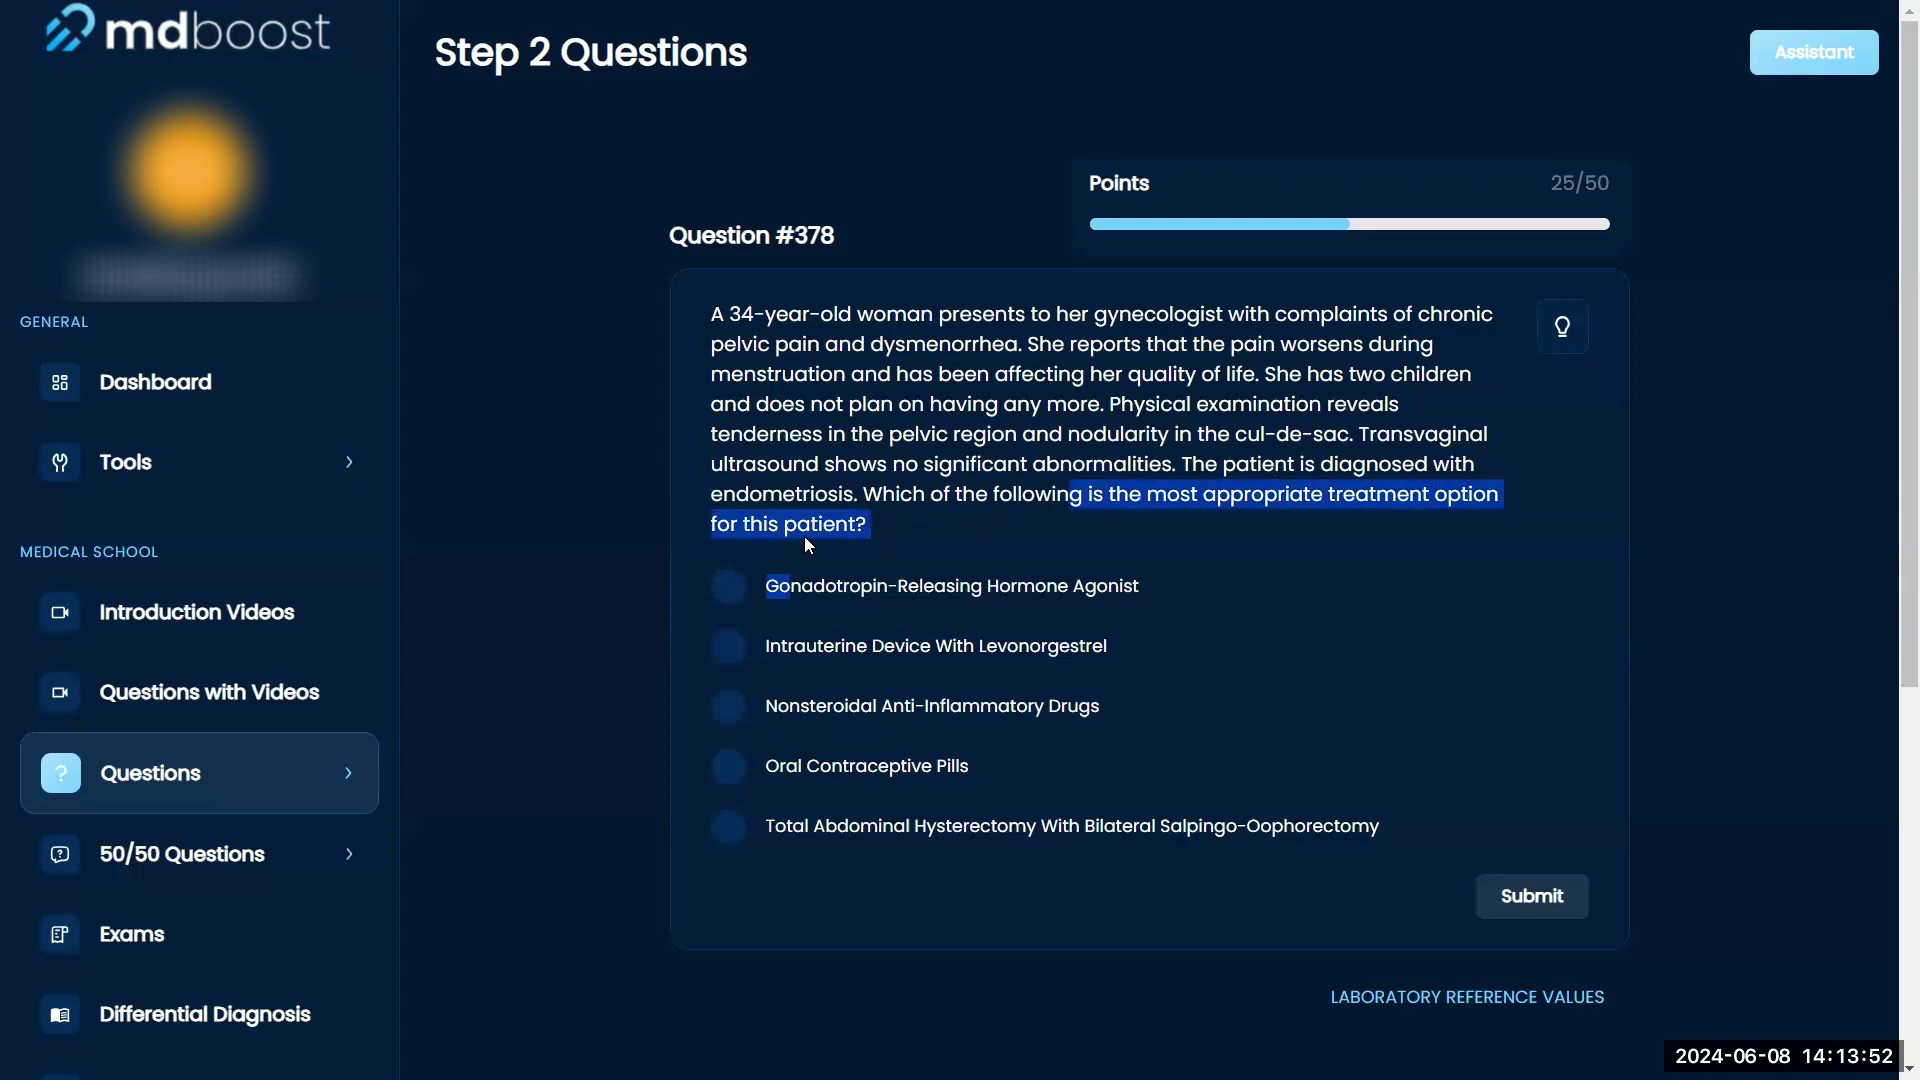 mdboost
Step 2 Questions
Assistant
Points
25/50
Question #378
GENERAL
Dashboard
Tools
MEDICAL SCHOOL
Introduction Videos
Questions with Videos
Questions
50/50 Questions
Exams
Differential Diagnosis
A 34-year-old woman presents to her gynecologist with complaints of chronic
pelvic pain and dysmenorrhea. She reports that the pain worsens during
menstruation and has been affecting her quality of life. She has two children
and does not plan on having any more. Physical examination reveals
tenderness in the pelvic region and nodularity in the cul-de-sac. Transvaginal
ultrasound shows no significant abnormalities. The patient is diagnosed with
endometriosis. Which of the following is the most appropriate treatment option
for this patient?
Gonadotropin-Releasing Hormone Agonist
Intrauterine Device With Levonorgestrel
Nonsteroidal Anti-Inflammatory Drugs
Oral Contraceptive Pills
Total Abdominal Hysterectomy With Bilateral Salpingo-Oophorectomy
Submit
LABORATORY REFERENCE VALUES
2024-06-08 14:13:52